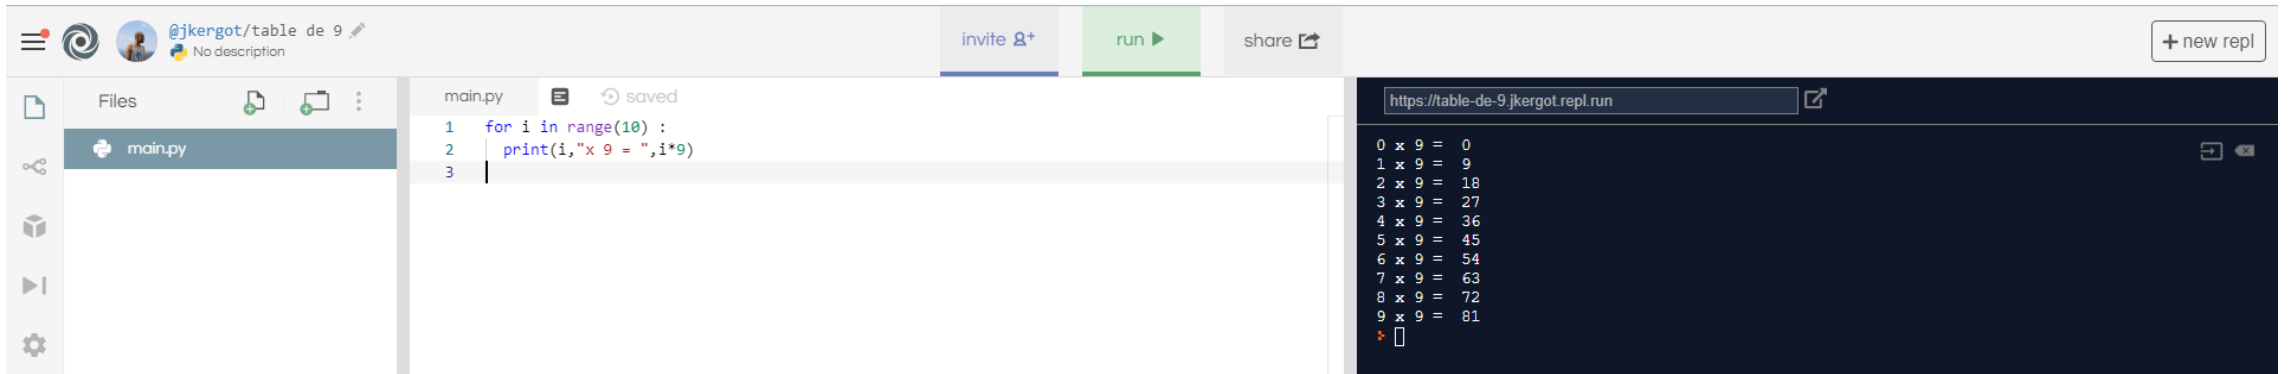 @jkergot/table de 9
No description
invite
run
share
+ new repl
Files
main.py
main.py
saved
1 for i in range(10) :
2 print(i,"x 9 = ",i*9)
3
https://table-de-9.jkergot.repl.run
0 x 9 =  0
1 x 9 =  9
2 x 9 =  18
3 x 9 =  27
4 x 9 =  36
5 x 9 =  45
6 x 9 =  54
7 x 9 =  63
8 x 9 =  72
9 x 9 =  81